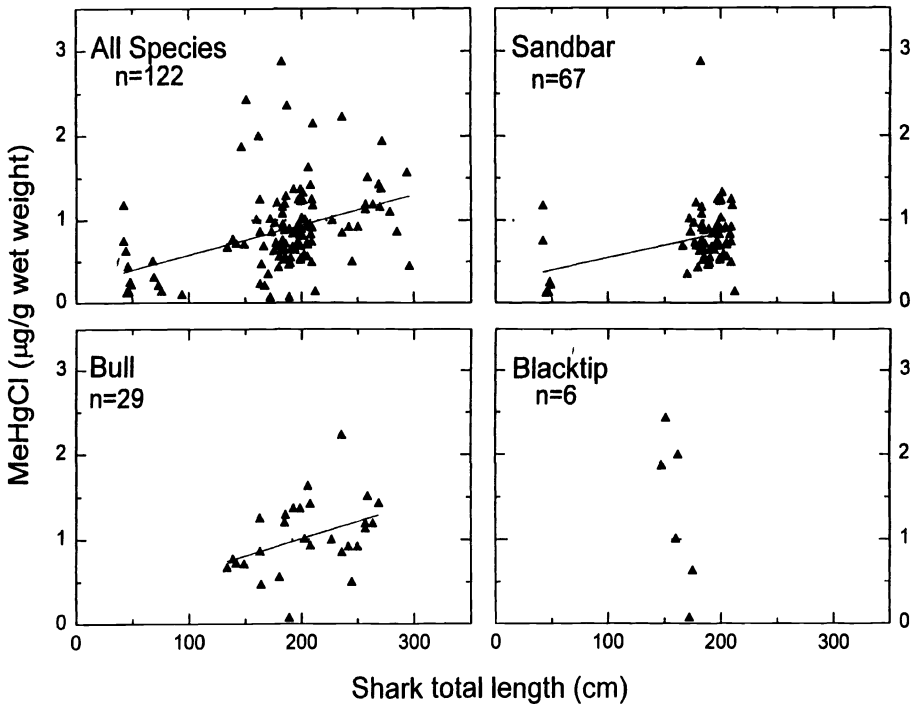 All Species
n=122
Sandbar
n=67
3
2
1
0
3
2
1
0
Bull
n=29
Blacktip
n=6
3
2
1
0
3
2
1
0
0 100 200 300
0 100 200 300
MeHgCl (µg/g wet weight)
Shark total length (cm)